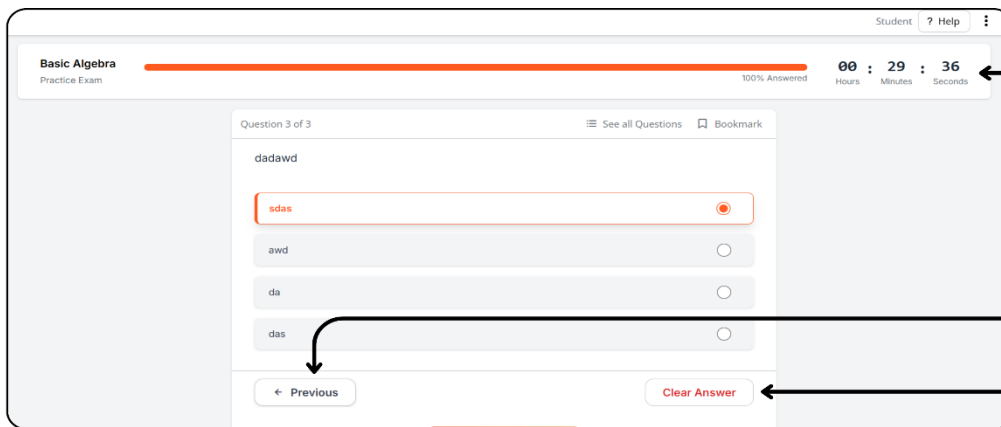 Student ? Help
Basic Algebra
Practice Exam
100% Answered
00 : 29 : 36
Hours Minutes Seconds
Question 3 of 3 See all Questions Bookmark
dadawd
sdas
awd
da
das
← Previous Clear Answer